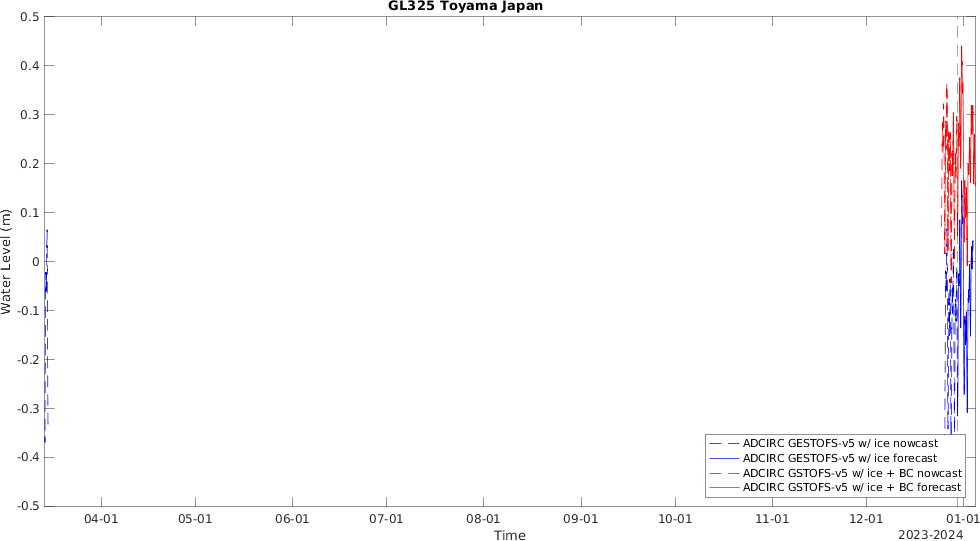 GL325 Toyama Japan
0.5
0.4
0.3
0.2
0.1
0
-0.1
-0.2
-0.3
-0.4
-0.5
Water Level (m)
ADCIRC GESTOFS-v5 w/ ice nowcast
ADCIRC GESTOFS-v5 w/ ice forecast
ADCIRC GSTOFS-v5 w/ ice + BC nowcast
ADCIRC GSTOFS-v5 w/ ice + BC forecast
04-01 05-01 06-01 07-01 08-01 09-01 10-01 11-01 12-01 01-01
Time
2023-2024